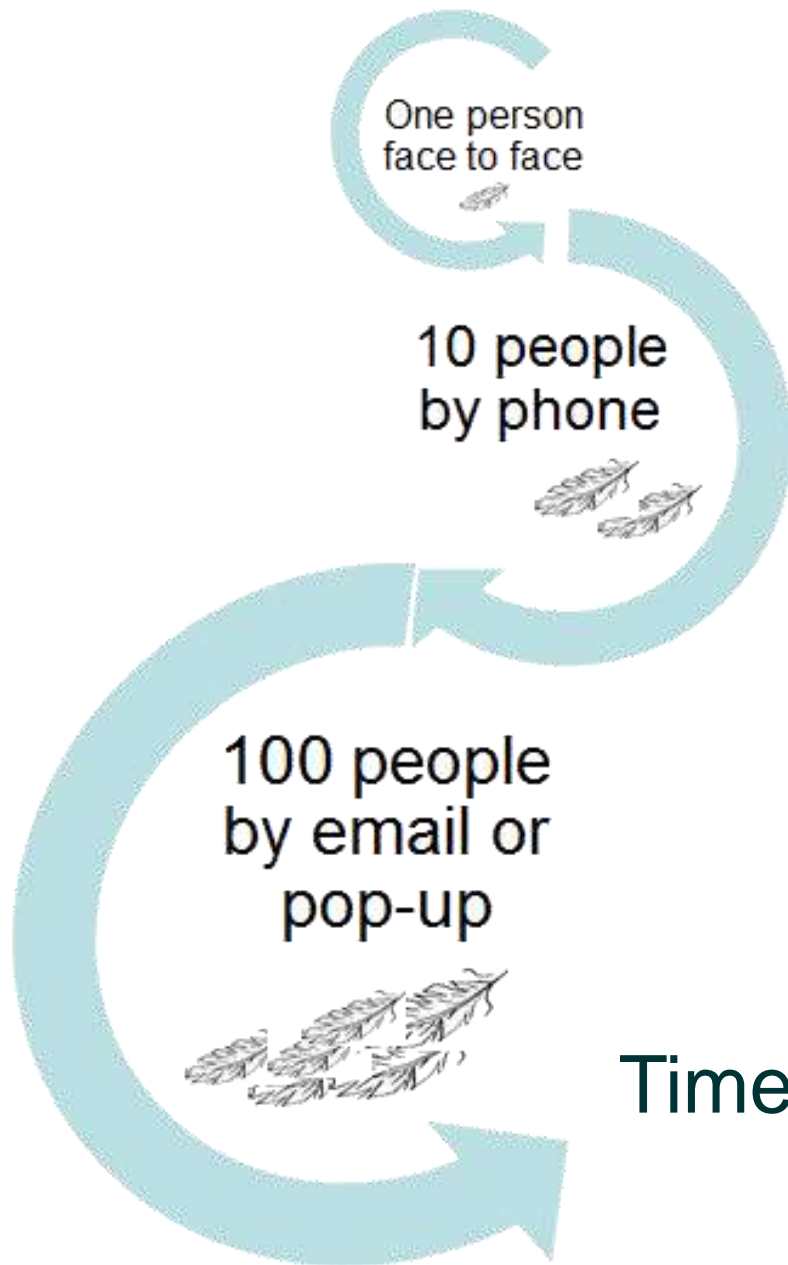 One person
face to face
10 people
by phone
100 people
by email or
pop-up
Time